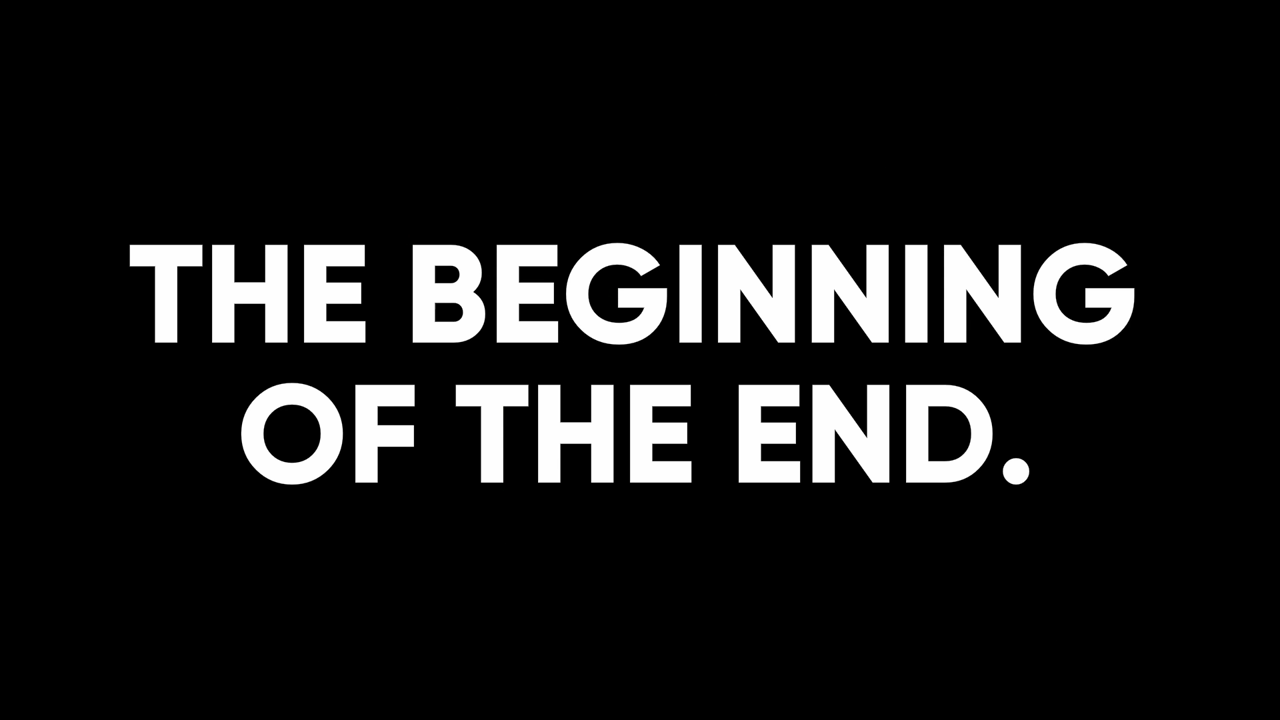 THE BEGINNING
OF THE END.